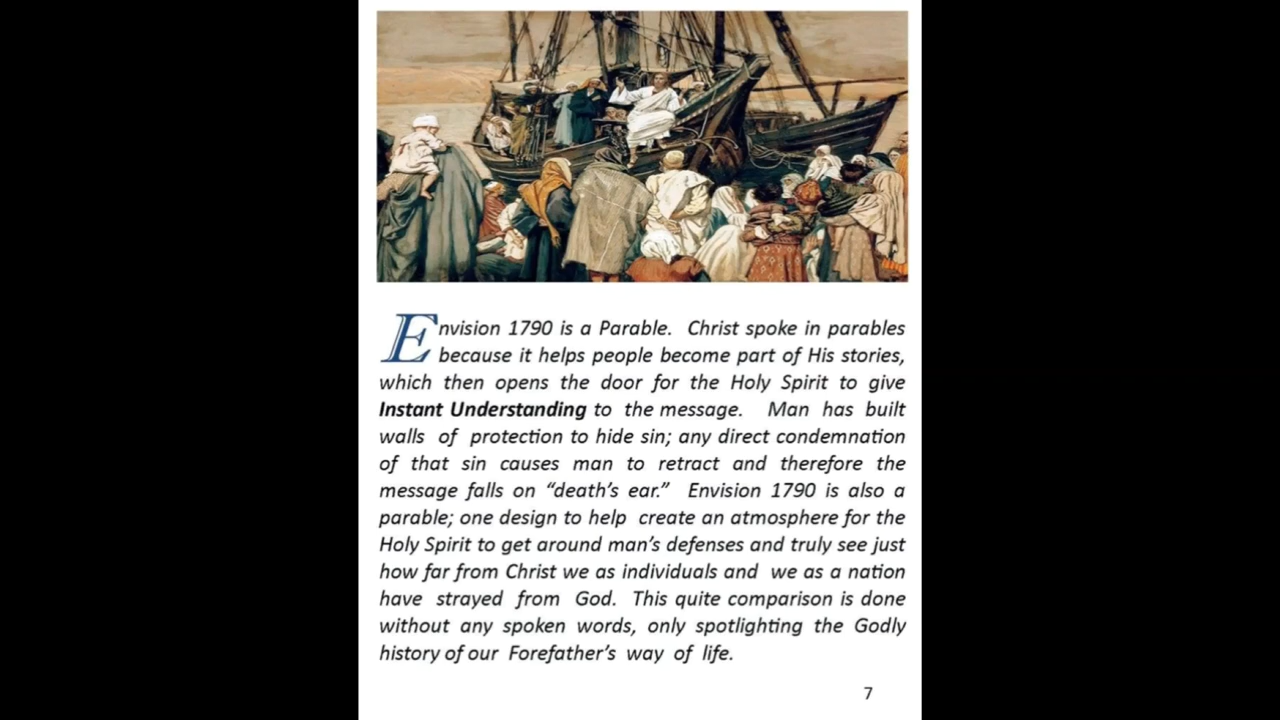 Envision 1790 is a Parable. Christ spoke in parables
because it helps people become part of His stories,
which then opens the door for the Holy Spirit to give
Instant Understanding to the message. Man has built
walls of protection to hide sin; any direct condemnation
of that sin causes man to retract and therefore the
message falls on “death’s ear.” Envision 1790 is also a
parable; one design to help create an atmosphere for the
Holy Spirit to get around man’s defenses and truly see just
how far from Christ we as individuals and we as a nation
have strayed from God. This quite comparison is done
without any spoken words, only spotlighting the Godly
history of our Forefather’s way of life.
7